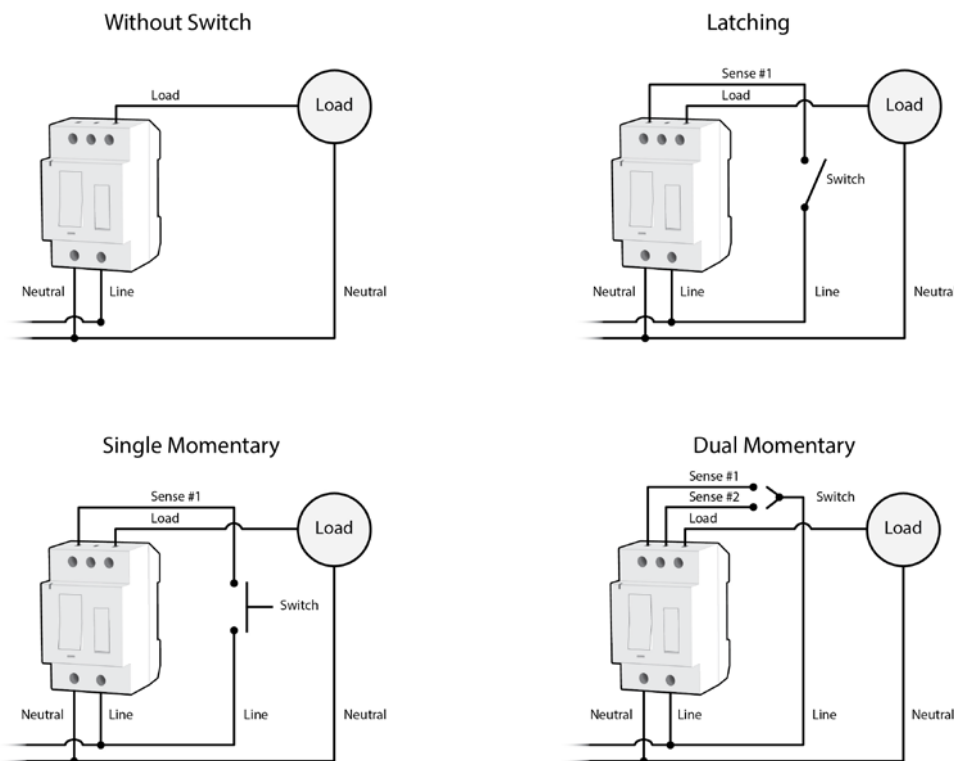 Without Switch
Load
Load
Neutral
Line
Neutral
Latching
Sense #1
Load
Load
Switch
Neutral
Line
Line
Neutral
Single Momentary
Sense #1
Load
Load
Switch
Neutral
Line
Line
Neutral
Dual Momentary
Sense #1
Sense #2
Switch
Load
Load
Neutral
Line
Line
Neutral